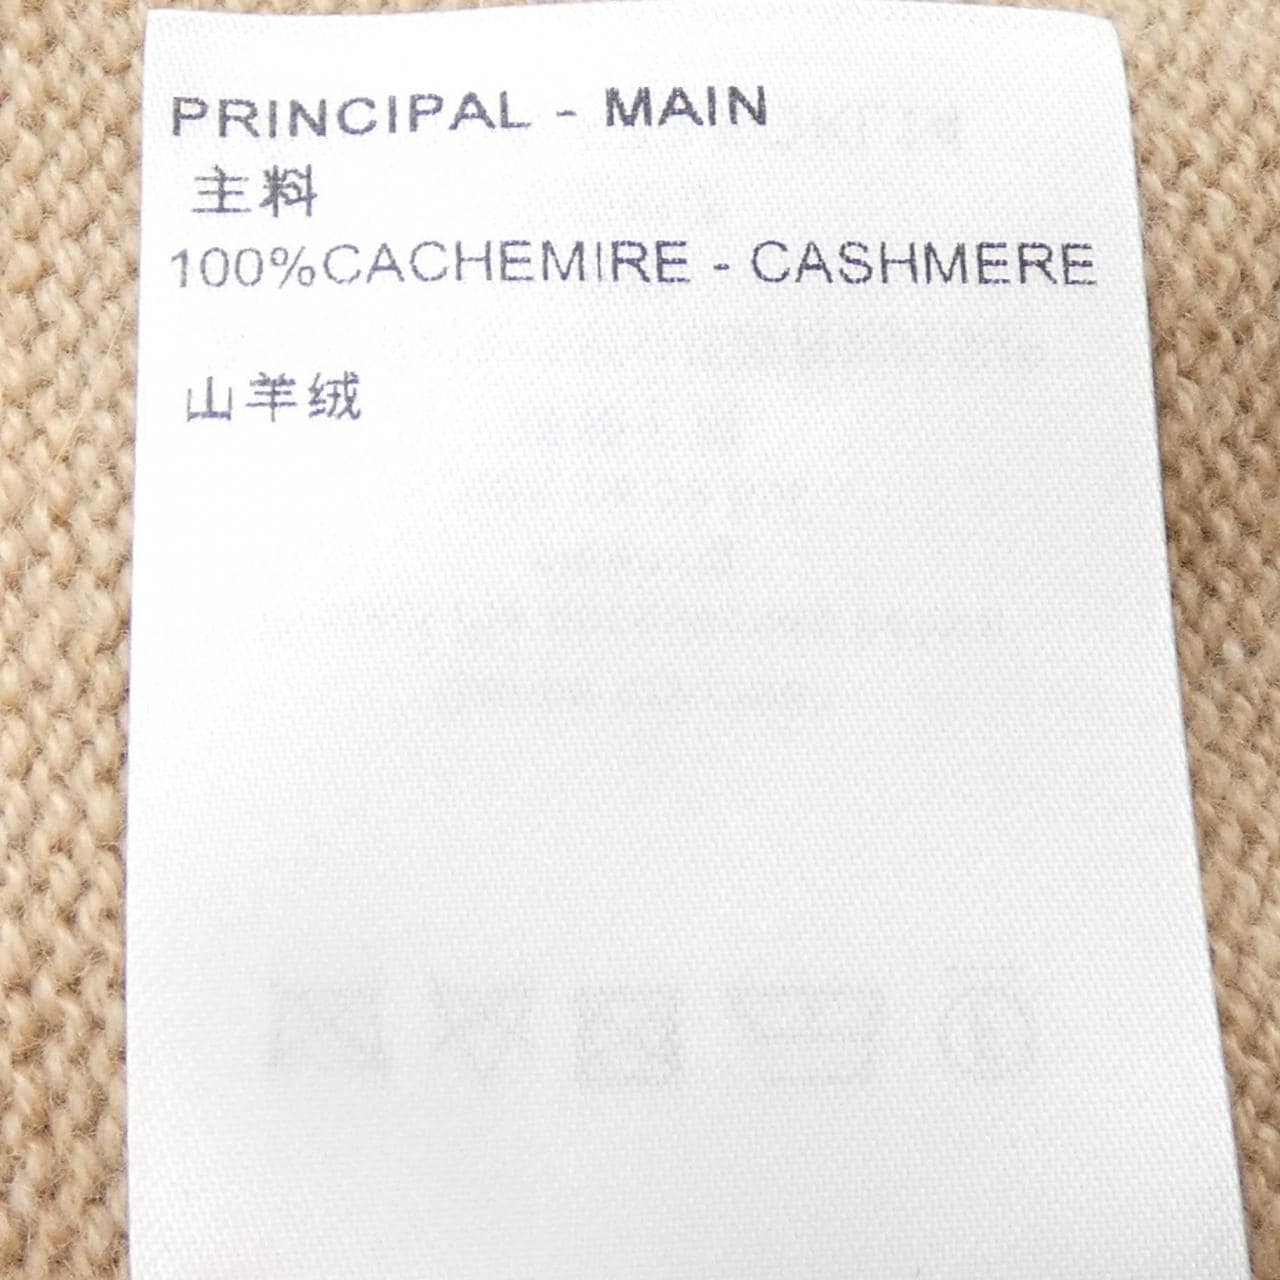 PRINCIPAL - MAIN
主料
100%CACHEMIRE - CASHMERE
山羊绒